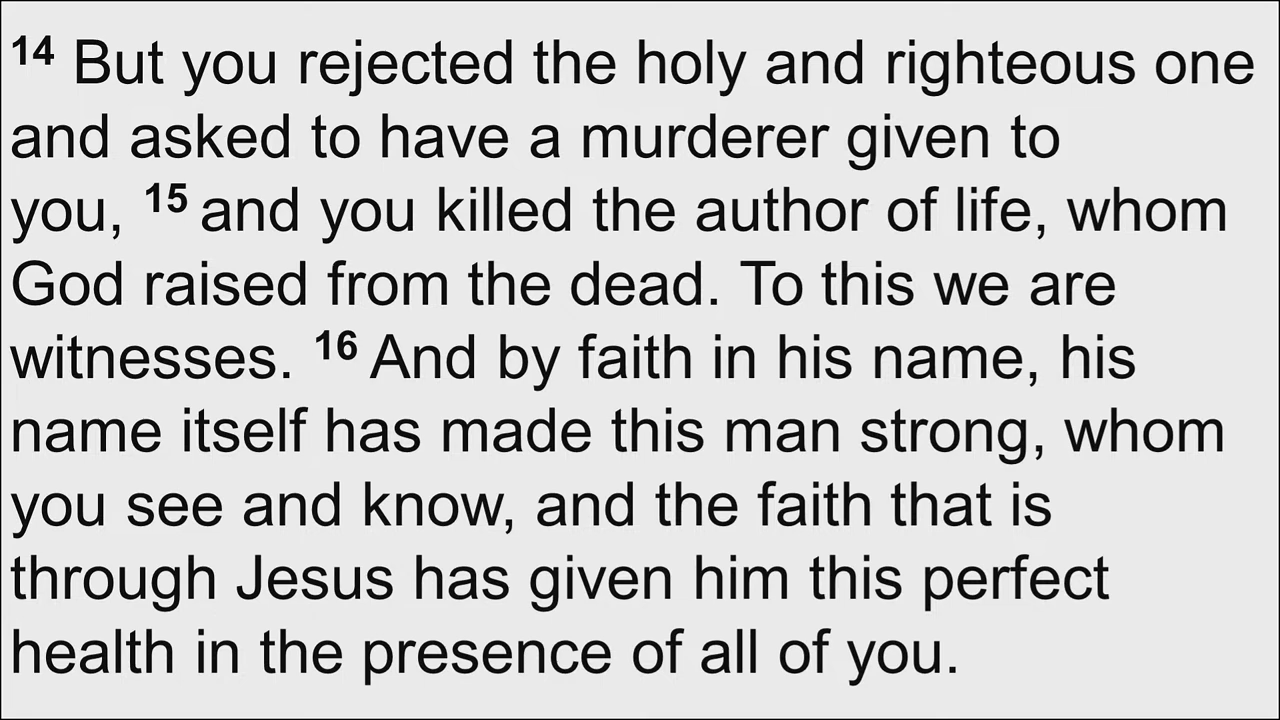 14 But you rejected the holy and righteous one
and asked to have a murderer given to
you, 15 and you killed the author of life, whom
God raised from the dead. To this we are
witnesses. 16 And by faith in his name, his
name itself has made this man strong, whom
you see and know, and the faith that is
through Jesus has given him this perfect
health in the presence of all of you.